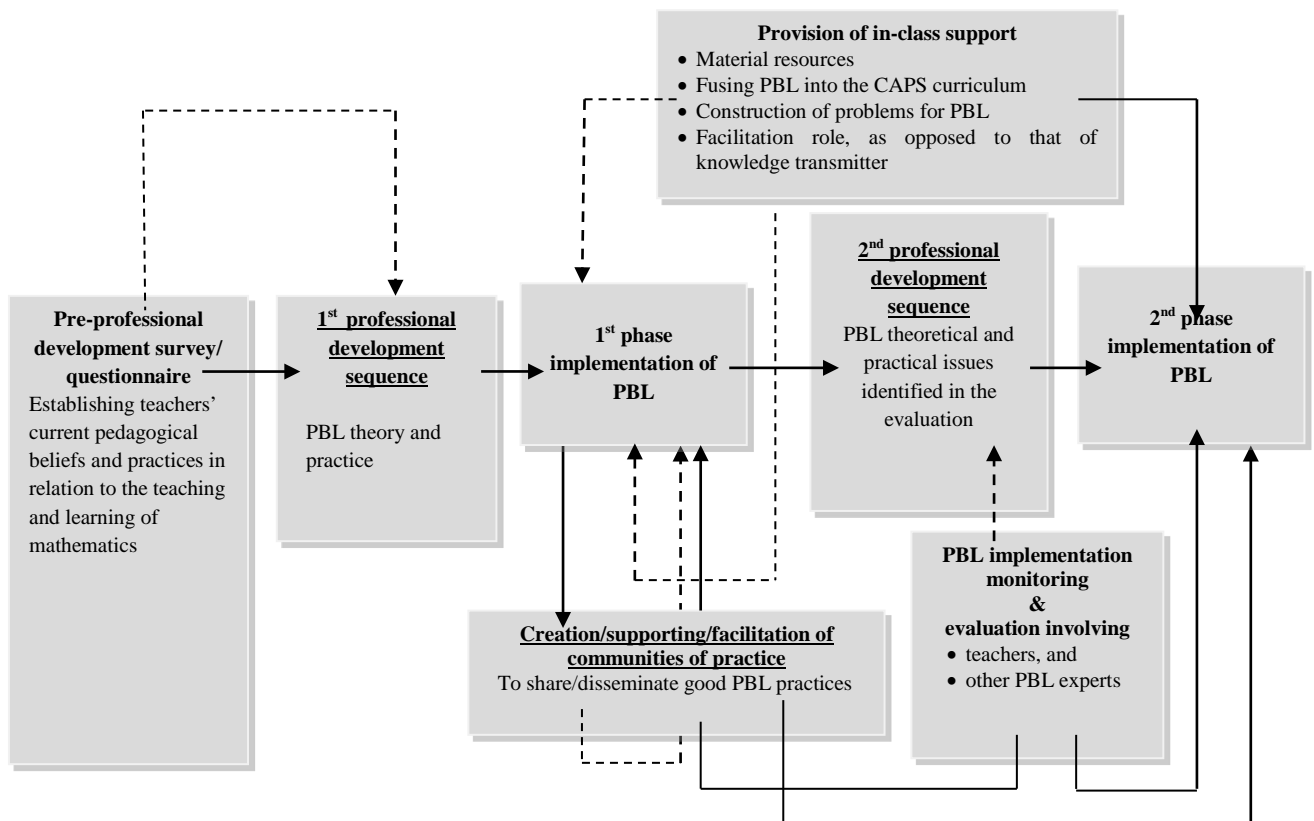 Provision of in-class support
• Material resources
• Fusing PBL into the CAPS curriculum
• Construction of problems for PBL
• Facilitation role, as opposed to that of
knowledge transmitter
Pre-professional
development survey/
questionnaire
Establishing teachers’
current pedagogical
beliefs and practices in
relation to the teaching
and learning of
mathematics
1st professional
development
sequence
PBL theory and
practice
1st phase
implementation of
PBL
2nd professional
development
sequence
PBL theoretical and
practical issues
identified in the
evaluation
2nd phase
implementation of
PBL
Creation/supporting/facilitation of
communities of practice
To share/disseminate good PBL practices
PBL implementation
monitoring
&
evaluation involving
• teachers, and
• other PBL experts